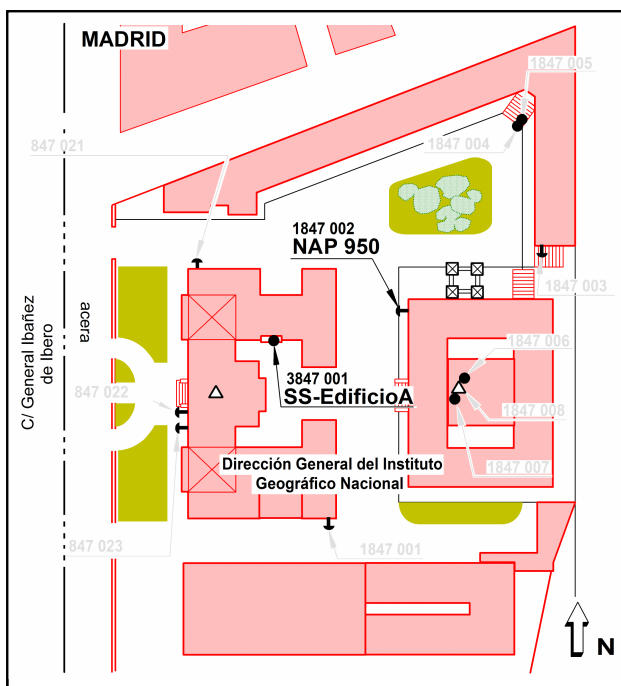 MADRID
1847 005
847 021
1847 004
1847 002
NAP 950
1847 003
C/ General Ibañez
de Ibero
acera
1847 006
3847 001
SS-EdificioA
847 022
1847 008
Dirección General del Instituto
Geográfico Nacional
1847 007
847 023
1847 001
N